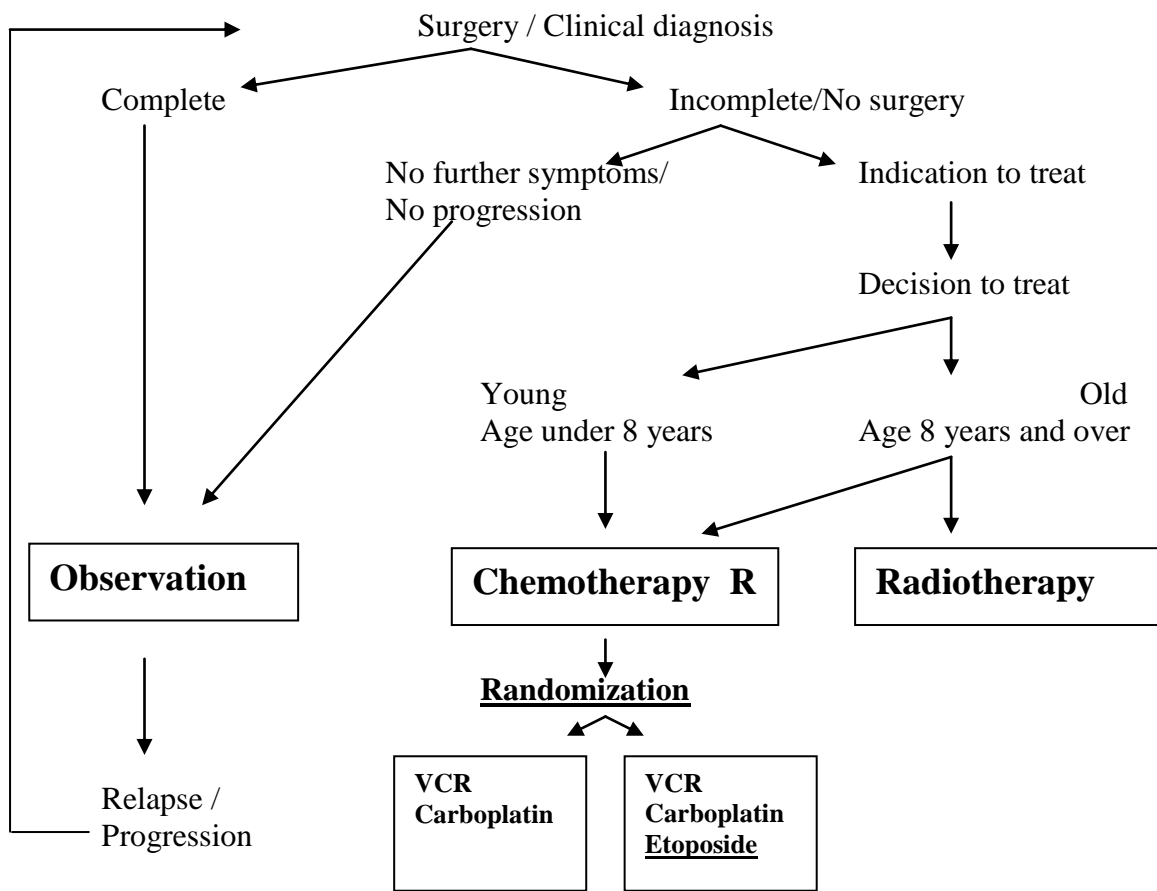 Surgery / Clinical diagnosis
Complete
Incomplete/No surgery
No further symptoms/
No progression
Indication to treat
Decision to treat
Young
Age under 8 years
Old
Age 8 years and over
Observation
Chemotherapy R
Radiotherapy
Randomization
VCR
Carboplatin
VCR
Carboplatin
Etoposide
Relapse /
Progression